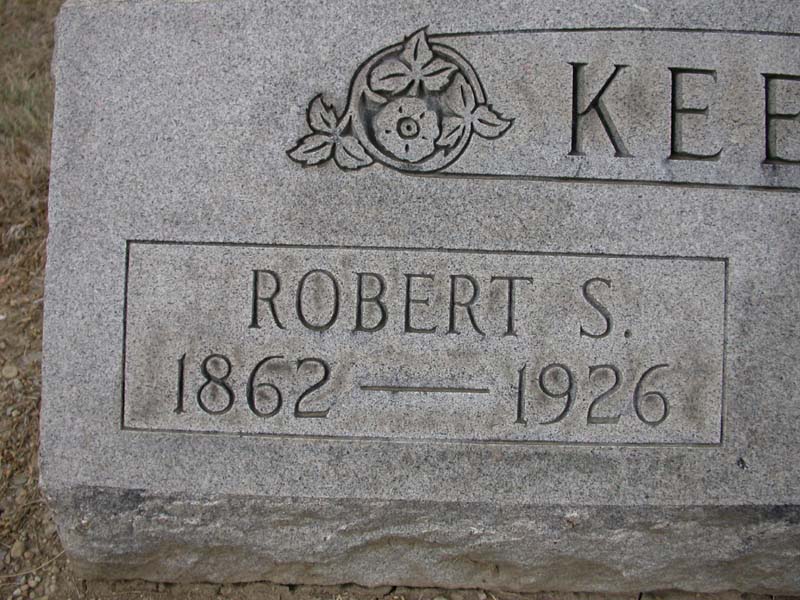 KEE
ROBERT S.
1862 — 1926